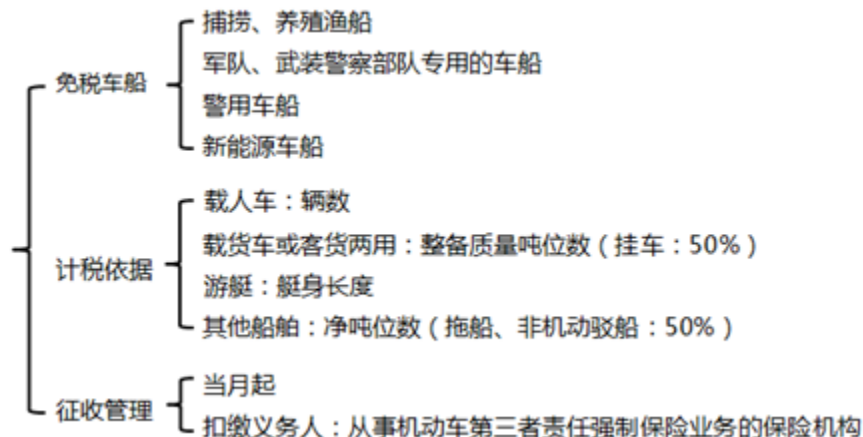 免税车船
捕捞、养殖渔船
军队、武装警察部队专用的车船
警用车船
新能源车船
计税依据
载人车：辆数
载货车或客货两用：整备质量吨位数（挂车：50%）
游艇：艇身长度
其他船舶：净吨位数（拖船、非机动驳船：50%）
征收管理
当月起
扣缴义务人：从事机动车第三者责任强制保险业务的保险机构